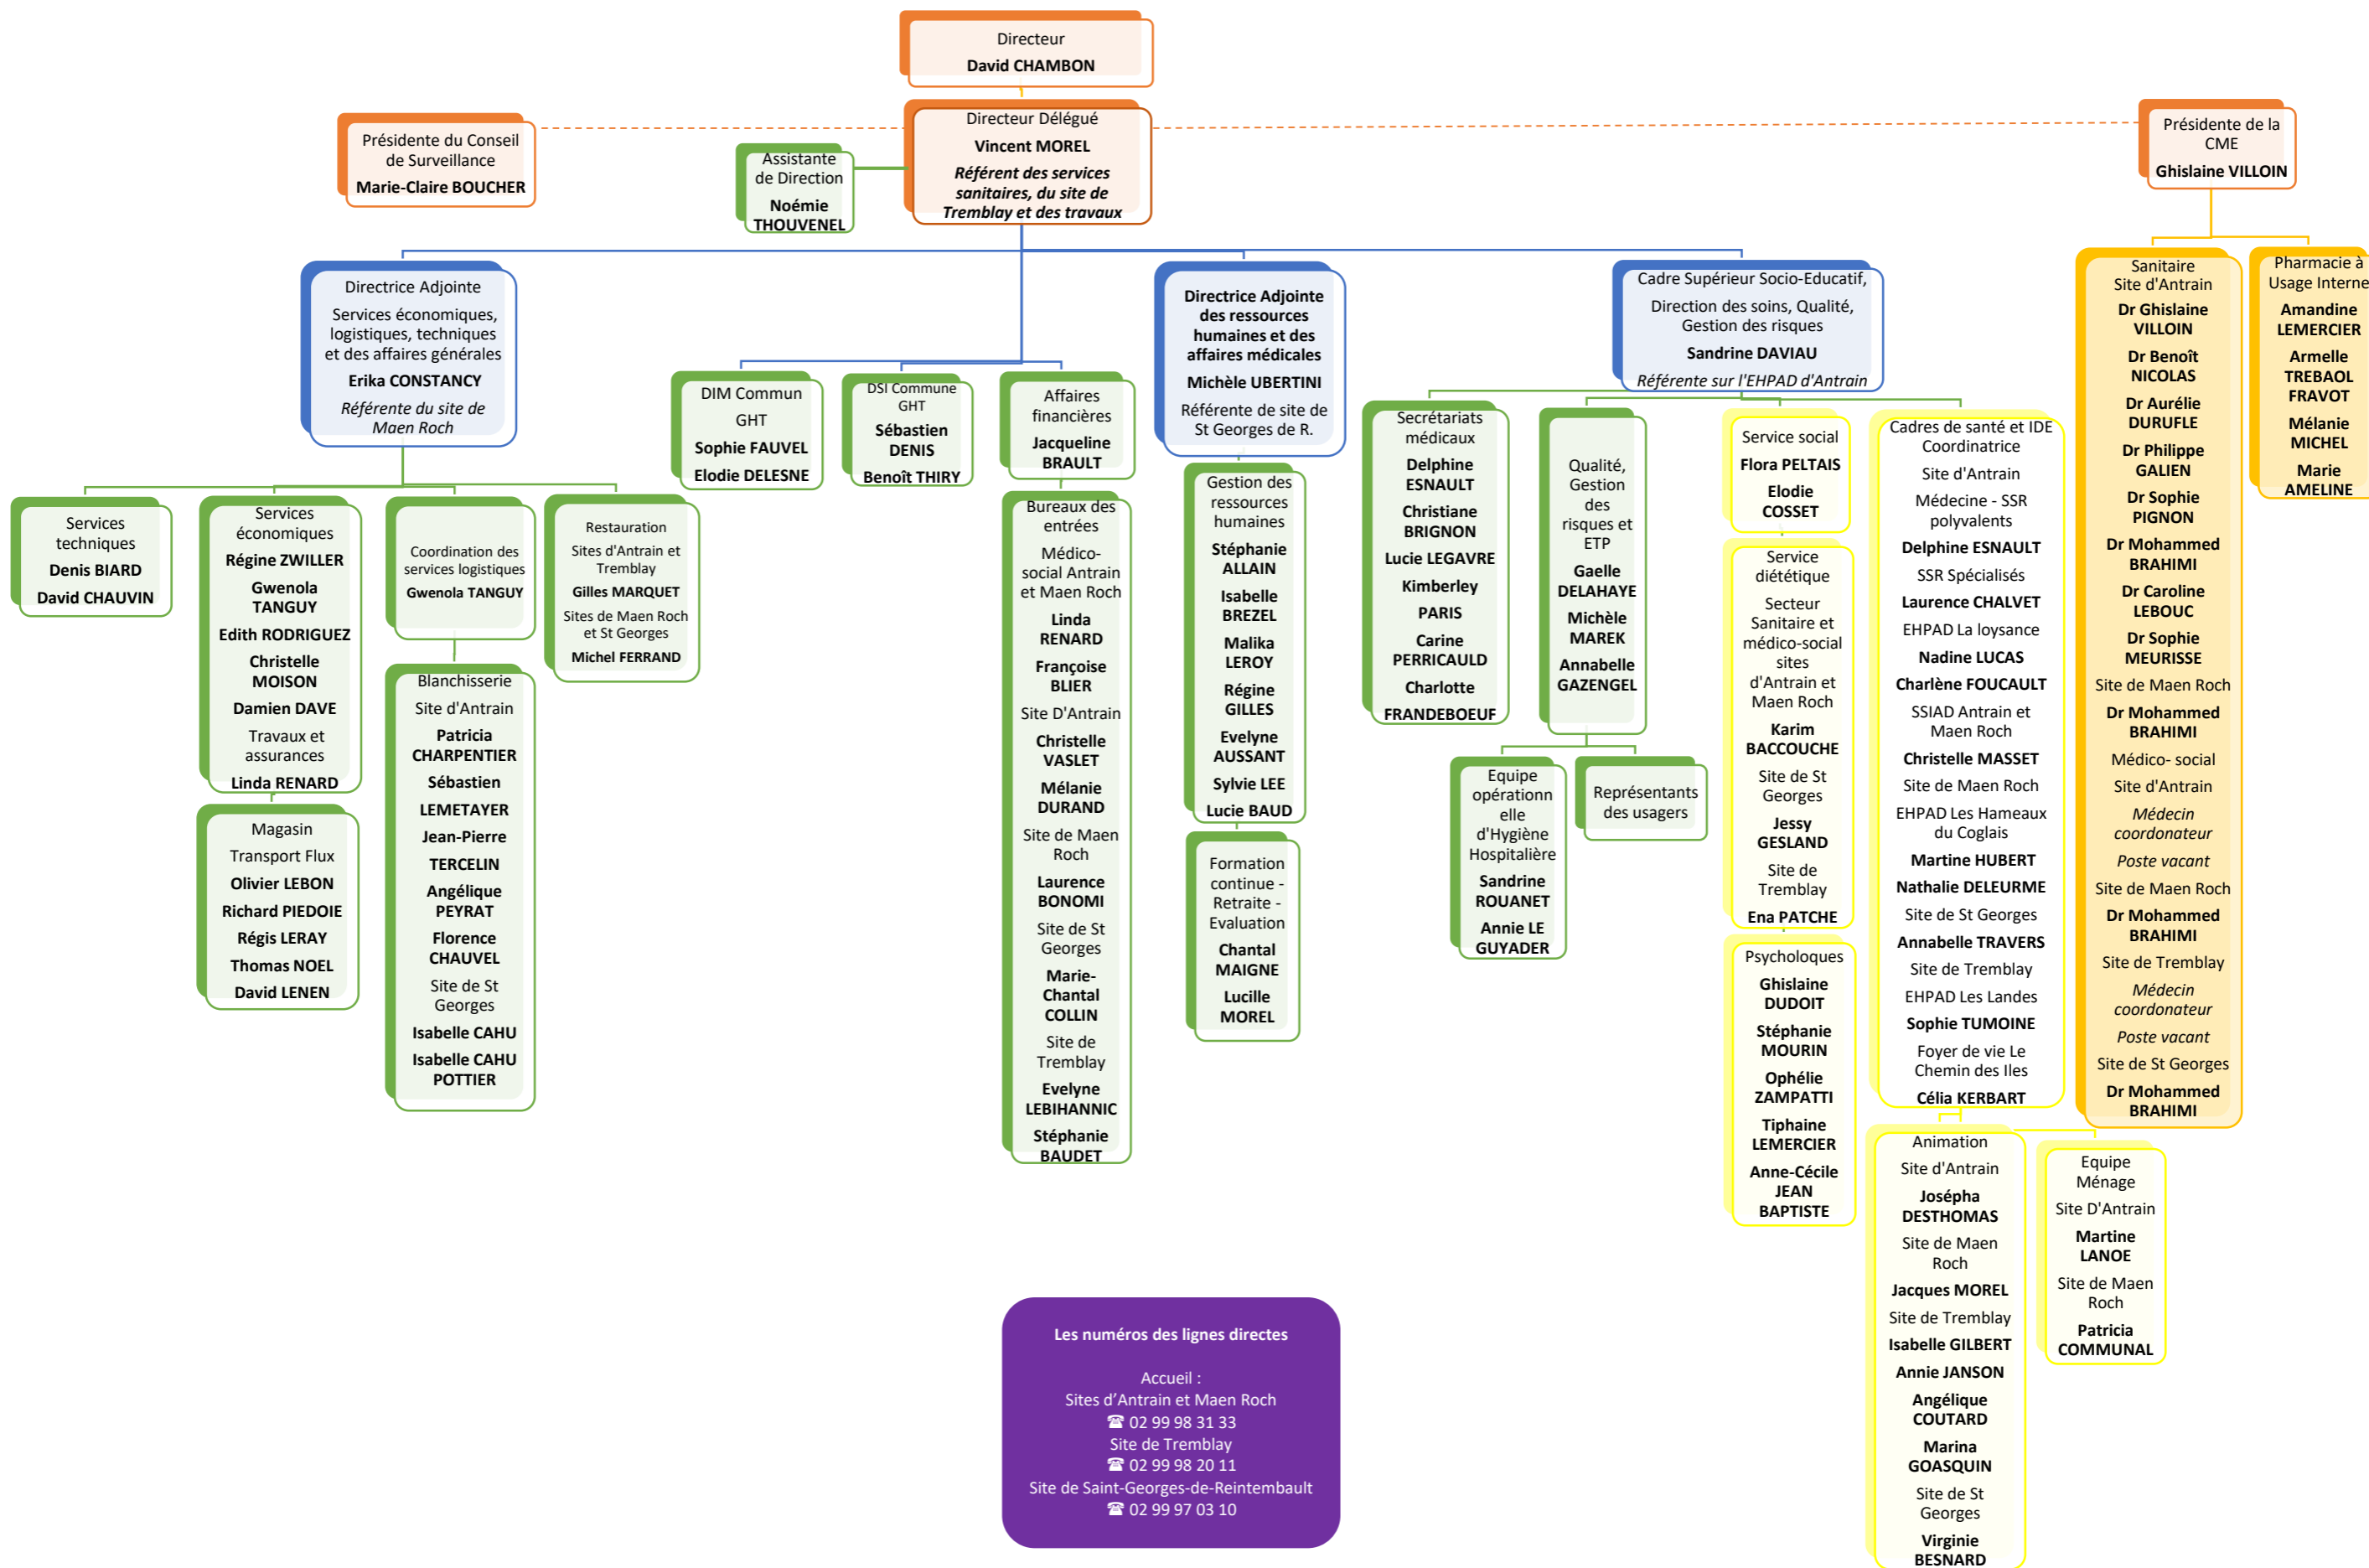 Directeur
David CHAMBON
Directeur Délégué
Vincent MOREL
Référent des services
sanitaires, du site de
Tremblay et des travaux
Présidente du Conseil
de Surveillance
Marie-Claire BOUCHER
Assistante
de Direction
Noémie
THOUVENEL
Présidente de la
CME
Ghislaine VILLOIN
Directrice Adjointe
Services économiques,
logistiques, techniques
et des affaires générales
Erika CONSTANCY
Référente du site de
Maen Roch
DIM Commun
GHT
Sophie FAUVEL
Elodie DELESNE
DSI Commune
GHT
Sébastien
DENIS
Benoît THIRY
Affaires
financières
Jacqueline
BRAULT
Directrice Adjointe
des ressources
humaines et des
affaires médicales
Michèle UBERTINI
Référente de site de
St Georges de R.
Cadre Supérieur Socio-Educatif,
Direction des soins, Qualité,
Gestion des risques
Sandrine DAVIAU
Référente sur l'EHPAD d'Antrain
Sanitaire
Site d'Antrain
Dr Ghislaine
VILLOIN
Dr Benoît
NICOLAS
Dr Aurélie
DURUFLE
Dr Philippe
GALIEN
Dr Sophie
PIGNON
Dr Mohammed
BRAHIMI
Dr Caroline
LEBOUC
Dr Sophie
MEURISSE
Site de Maen Roch
Dr Mohammed
BRAHIMI
Médico- social
Site d'Antrain
Médecin
coordonateur
Poste vacant
Site de Maen Roch
Dr Mohammed
BRAHIMI
Site de Tremblay
Médecin
coordonateur
Poste vacant
Site de St Georges
Dr Mohammed
BRAHIMI
Pharmacie à
Usage Interne
Amandine
LEMERCIER
Armelle
TREBAOL
FRAVOT
Mélanie
MICHEL
Marie
AMELINE
Services
techniques
Denis BIARD
David CHAUVIN
Services
économiques
Régine ZWILLER
Gwenola
TANGUY
Edith RODRIGUEZ
Christelle
MOISON
Damien DAVE
Travaux et
assurances
Linda RENARD
Magasin
Transport Flux
Olivier LEBON
Richard PIEDOIE
Régis LERAY
Thomas NOEL
David LENEN
Coordination des
services logistiques
Gwenola TANGUY
Blanchisserie
Site d'Antrain
Patricia
CHARPENTIER
Sébastien
LEMETAYER
Jean-Pierre
TERCELIN
Angélique
PEYRAT
Florence
CHAUVEL
Site de St
Georges
Isabelle CAHU
Isabelle CAHU
POTTIER
Restauration
Sites d'Antrain et
Tremblay
Gilles MARQUET
Sites de Maen Roch
et St Georges
Michel FERRAND
Bureaux des
entrées
Médico-
social Antrain
et Maen Roch
Linda
RENARD
Françoise
BLIER
Site D'Antrain
Christelle
VASLET
Mélanie
DURAND
Site de Maen
Roch
Laurence
BONOMI
Site de St
Georges
Marie-
Chantal
COLLIN
Site de
Tremblay
Evelyne
LEBIHANNIC
Stéphanie
BAUDET
Gestion des
ressources
humaines
Stéphanie
ALLAIN
Isabelle
BREZEL
Malika
LEROY
Régine
GILLES
Evelyne
AUSSANT
Sylvie LEE
Lucie BAUD
Formation
continue -
Retraite -
Evaluation
Chantal
MAIGNE
Lucille
MOREL
Secrétariats
médicaux
Delphine
ESNAULT
Christiane
BRIGNON
Lucie LEGAVRE
Kimberley
PARIS
Carine
PERRICAULD
Charlotte
FRANDEBOEUF
Qualité,
Gestion
des
risques et
ETP
Gaelle
DELAHAYE
Michèle
MAREK
Annabelle
GAZENGEL
Equipe
opérationn
elle
d'Hygiène
Hospitalière
Sandrine
ROUANET
Annie LE
GUYADER
Représentants
des usagers
Service social
Flora PELTAIS
Elodie
COSSET
Service
diététique
Secteur
Sanitaire et
médico-social
sites
d'Antrain et
Maen Roch
Karim
BACCOUCHE
Site de St
Georges
Jessy
GESLAND
Site de
Tremblay
Ena PATCHE
Psycholoques
Ghislaine
DUDOIT
Stéphanie
MOURIN
Ophélie
ZAMPATTI
Tiphaine
LEMERCIER
Anne-Cécile
JEAN
BAPTISTE
Cadres de santé et IDE
Coordinatrice
Site d'Antrain
Médecine - SSR
polyvalents
Delphine ESNAULT
SSR Spécialisés
Laurence CHALVET
EHPAD La loysance
Nadine LUCAS
Charlène FOUCAULT
SSIAD Antrain et
Maen Roch
Christelle MASSET
Site de Maen Roch
EHPAD Les Hameaux
du Coglais
Martine HUBERT
Nathalie DELEURME
Site de St Georges
Annabelle TRAVERS
Site de Tremblay
EHPAD Les Landes
Sophie TUMOINE
Foyer de vie Le
Chemin des Iles
Célia KERBART
Animation
Site d'Antrain
Josépha
DESTHOMAS
Site de Maen
Roch
Jacques MOREL
Site de Tremblay
Isabelle GILBERT
Annie JANSON
Angélique
COUTARD
Marina
GOASQUIN
Site de St
Georges
Virginie
BESNARD
Equipe
Ménage
Site D'Antrain
Martine
LANOE
Site de Maen
Roch
Patricia
COMMUNAL
Les numéros des lignes directes
Accueil :
Sites d'Antrain et Maen Roch
☎ 02 99 98 31 33
Site de Tremblay
☎ 02 99 98 20 11
Site de Saint-Georges-de-Reintembault
☎ 02 99 97 03 10